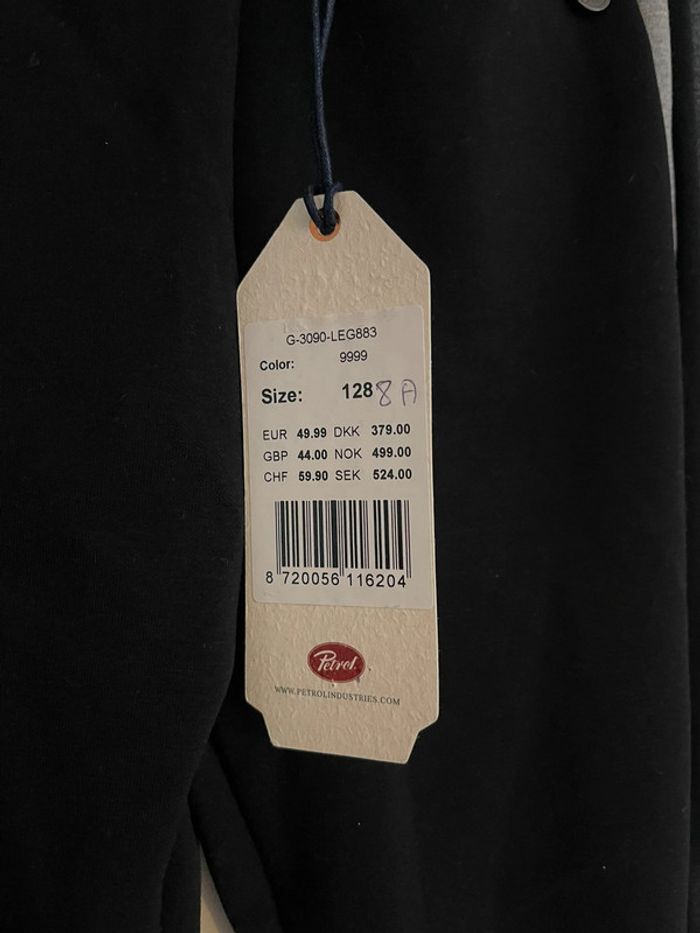 G-3090-LEG883
Color: 9999
Size: 128 8 A
EUR 49.99 DKK 379.00
GBP 44.00 NOK 499.00
CHF 59.90 SEK 524.00
8 720056 116204
Petrol
WWW.PETROLINDUSTRIES.COM